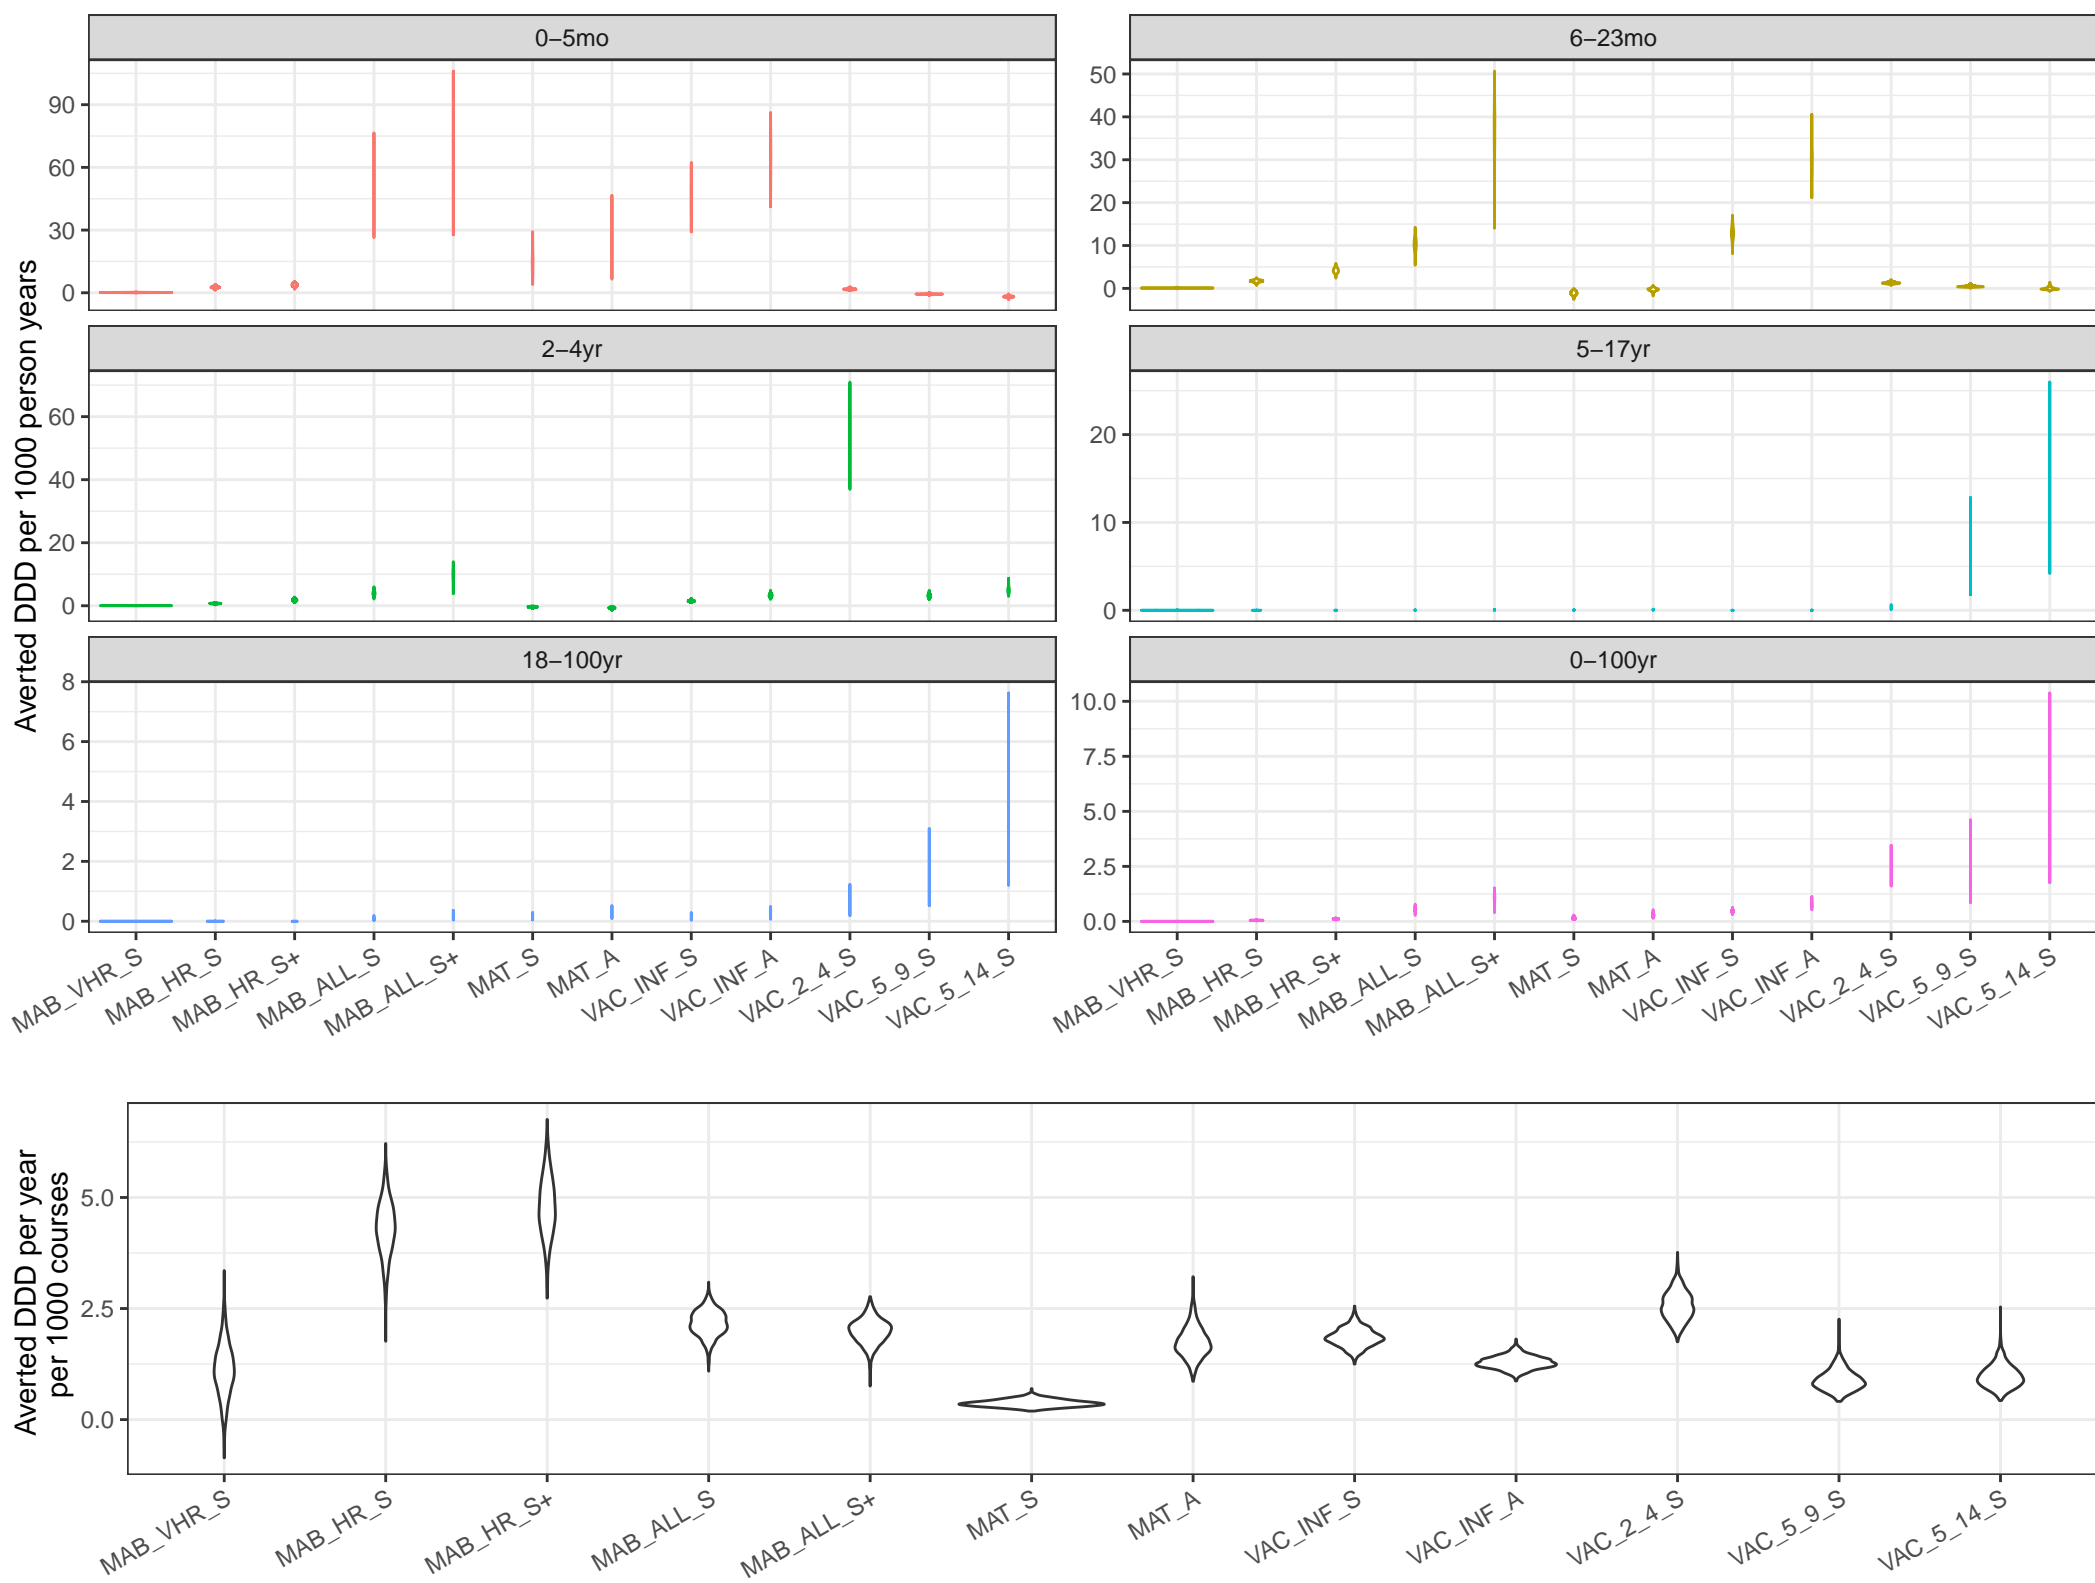 Averted DDD per 1000 person years
0–5mo
90
60
30
0
6–23mo
50
40
30
20
10
0
2–4yr
60
40
20
0
5–17yr
20
10
0
18–100yr
8
6
4
2
0
0–100yr
10.0
7.5
5.0
2.5
0.0
MAB_VHR_S
MAB_HR_S
MAB_HR_S+
MAB_ALL_S
MAB_ALL_S+
MAT_S
MAT_A
VAC_INF_S
VAC_INF_A
VAC_2_4_S
VAC_5_9_S
VAC_5_14_S
MAB_VHR_S
MAB_HR_S
MAB_HR_S+
MAB_ALL_S
MAB_ALL_S+
MAT_S
MAT_A
VAC_INF_S
VAC_INF_A
VAC_2_4_S
VAC_5_9_S
VAC_5_14_S
Averted DDD per year
per 1000 courses
5.0
2.5
0.0
MAB_VHR_S
MAB_HR_S
MAB_HR_S+
MAB_ALL_S
MAB_ALL_S+
MAT_S
MAT_A
VAC_INF_S
VAC_INF_A
VAC_2_4_S
VAC_5_9_S
VAC_5_14_S